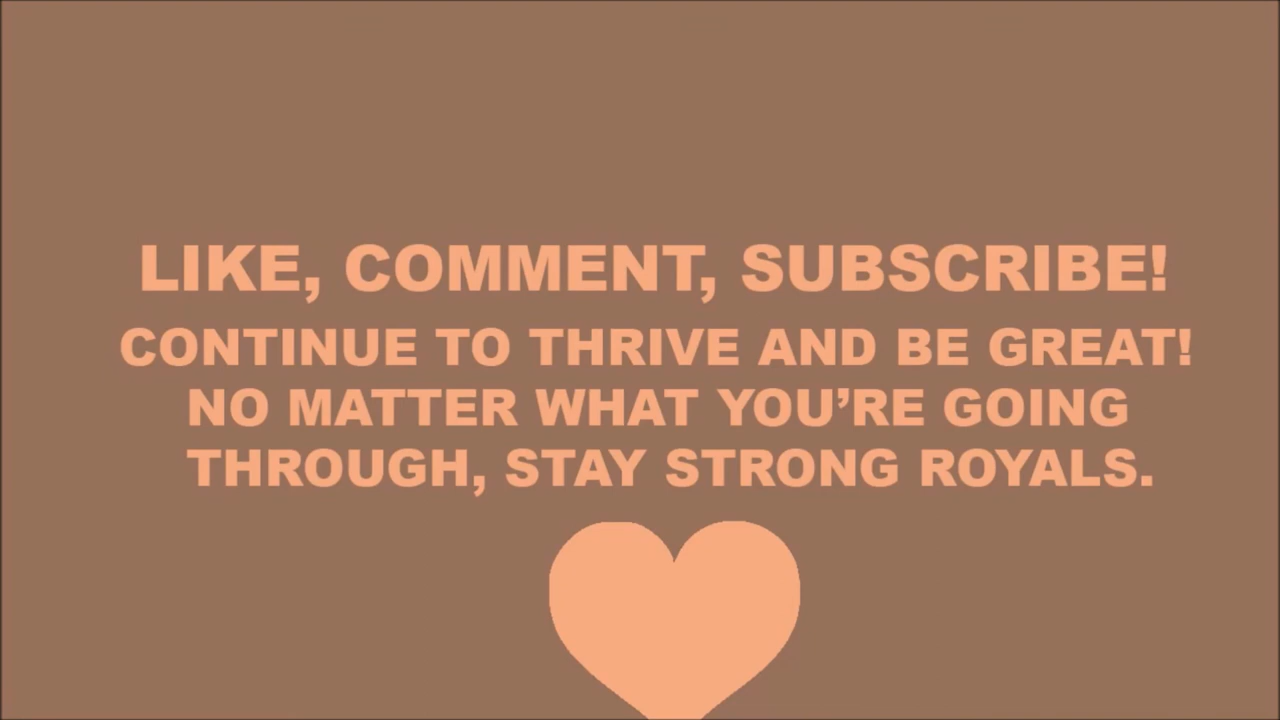 LIKE, COMMENT, SUBSCRIBE!
CONTINUE TO THRIVE AND BE GREAT!
NO MATTER WHAT YOU’RE GOING
THROUGH, STAY STRONG ROYALS.